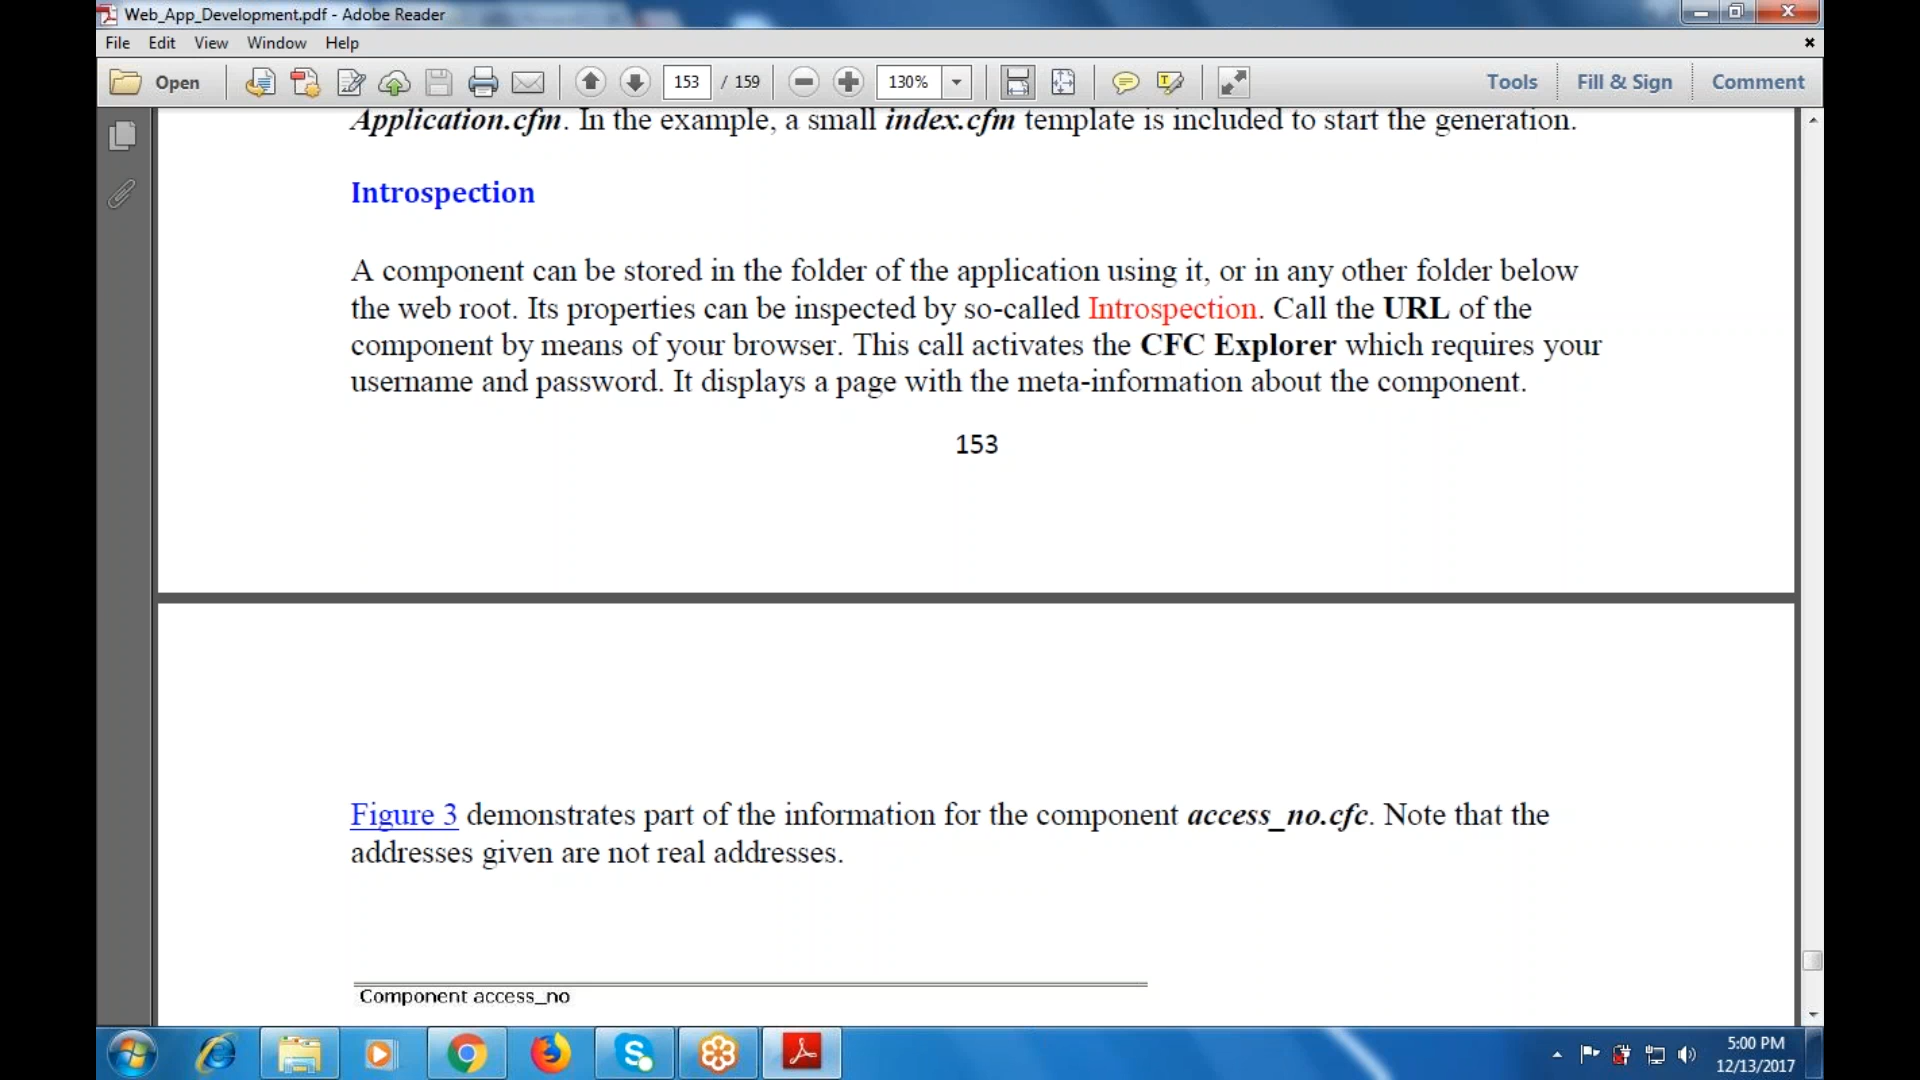 Web_App_Development.pdf - Adobe Reader
File Edit View Window Help
Open 153 / 159 130% Tools Fill & Sign Comment
Application.cfm. In the example, a small index.cfm template is included to start the generation.
Introspection
A component can be stored in the folder of the application using it, or in any other folder below
the web root. Its properties can be inspected by so-called Introspection. Call the URL of the
component by means of your browser. This call activates the CFC Explorer which requires your
username and password. It displays a page with the meta-information about the component.
153
Figure 3 demonstrates part of the information for the component access_no.cfc. Note that the
addresses given are not real addresses.
Component access_no
5:00 PM
12/13/2017